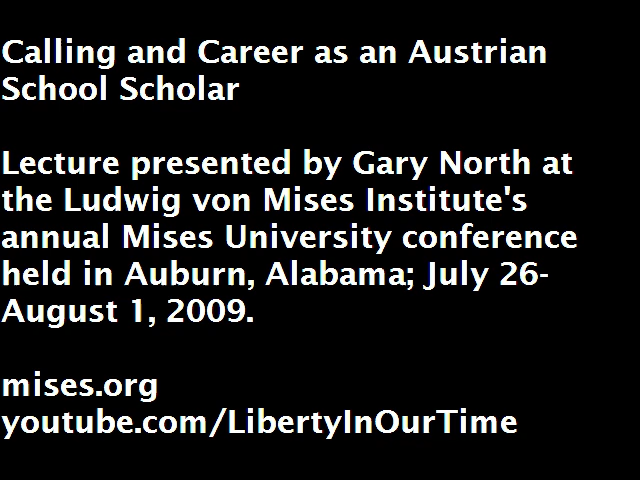 Calling and Career as an Austrian
School Scholar
Lecture presented by Gary North at
the Ludwig von Mises Institute's
annual Mises University conference
held in Auburn, Alabama; July 26-
August 1, 2009.
mises.org
youtube.com/LibertyInOurTime